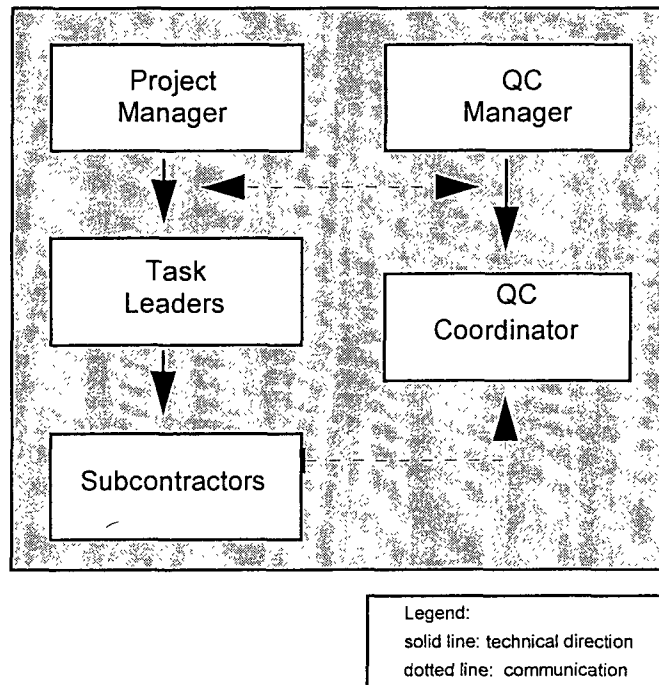 Project
Manager
QC
Manager
Task
Leaders
QC
Coordinator
Subcontractors
Legend:
solid line: technical direction
dotted line: communication